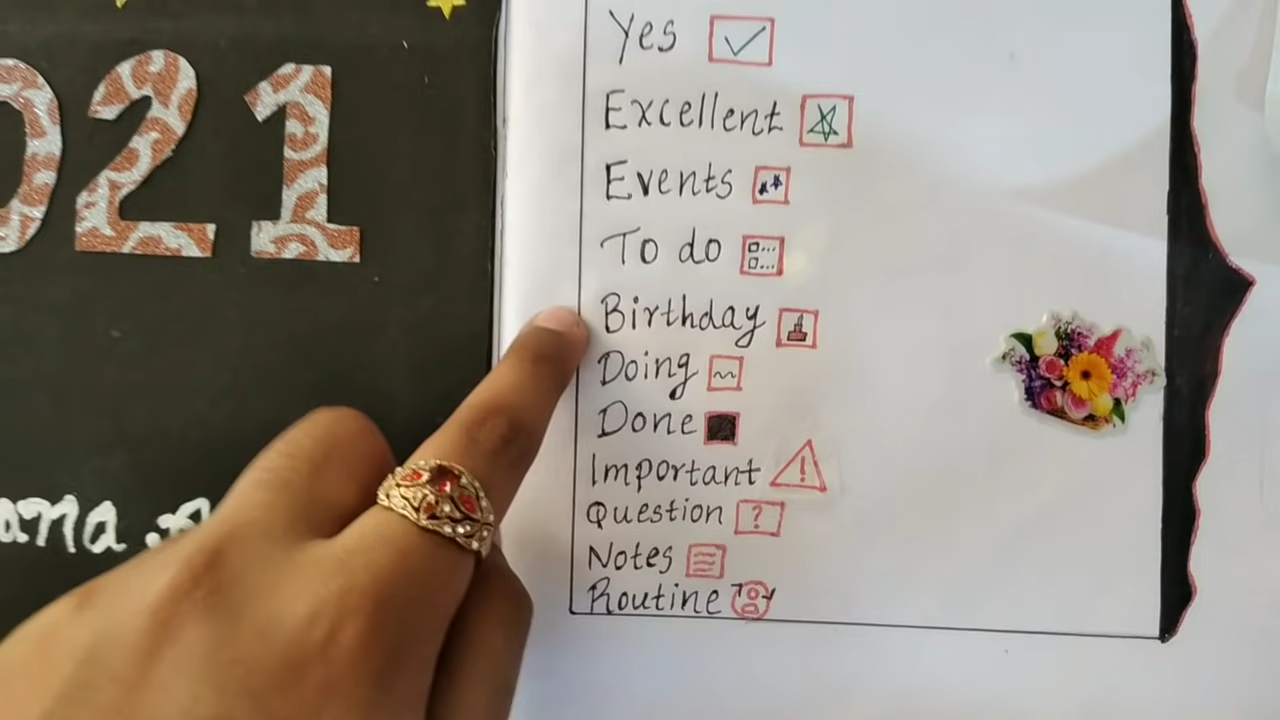 021
Yes
Excellent
Events
To do
Birthday
Doing
Done
Important !
Question ?
Notes
Routine